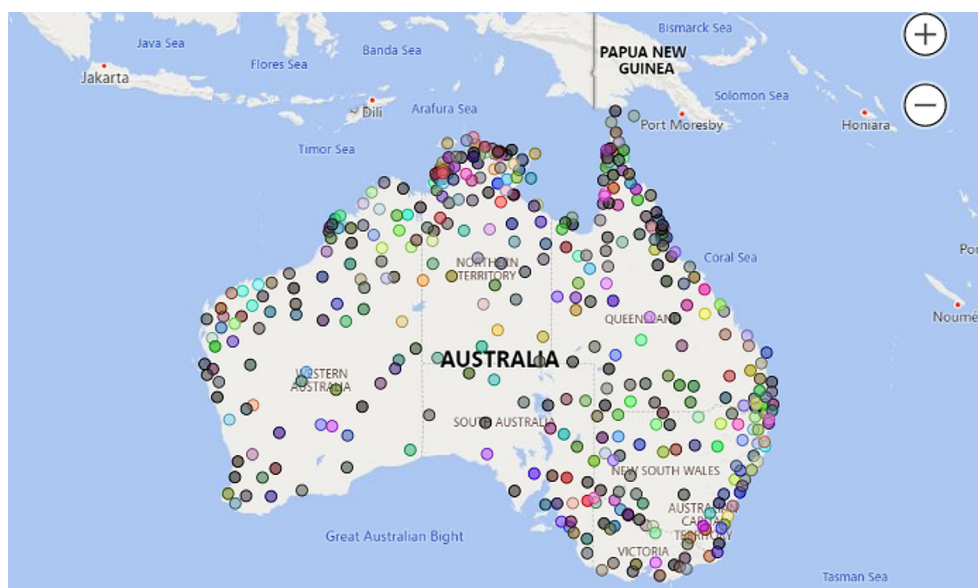 Bismarck Sea
Java Sea
Banda Sea
PAPUA NEW
GUINEA
Flores Sea
Jakarta
Solomon Sea
Dili
Arafura Sea
Port Moresby
Honiara
Timor Sea
Coral Sea
Po
NORTHERN
TERRITORY
Noumé
QUEENSLAND
AUSTRALIA
WESTERN
AUSTRALIA
SOUTH AUSTRALIA
NEW SOUTH WALES
AUSTRALIAN
CAPITAL
TERRITORY
Great Australian Bight
VICTORIA
Tasman Sea